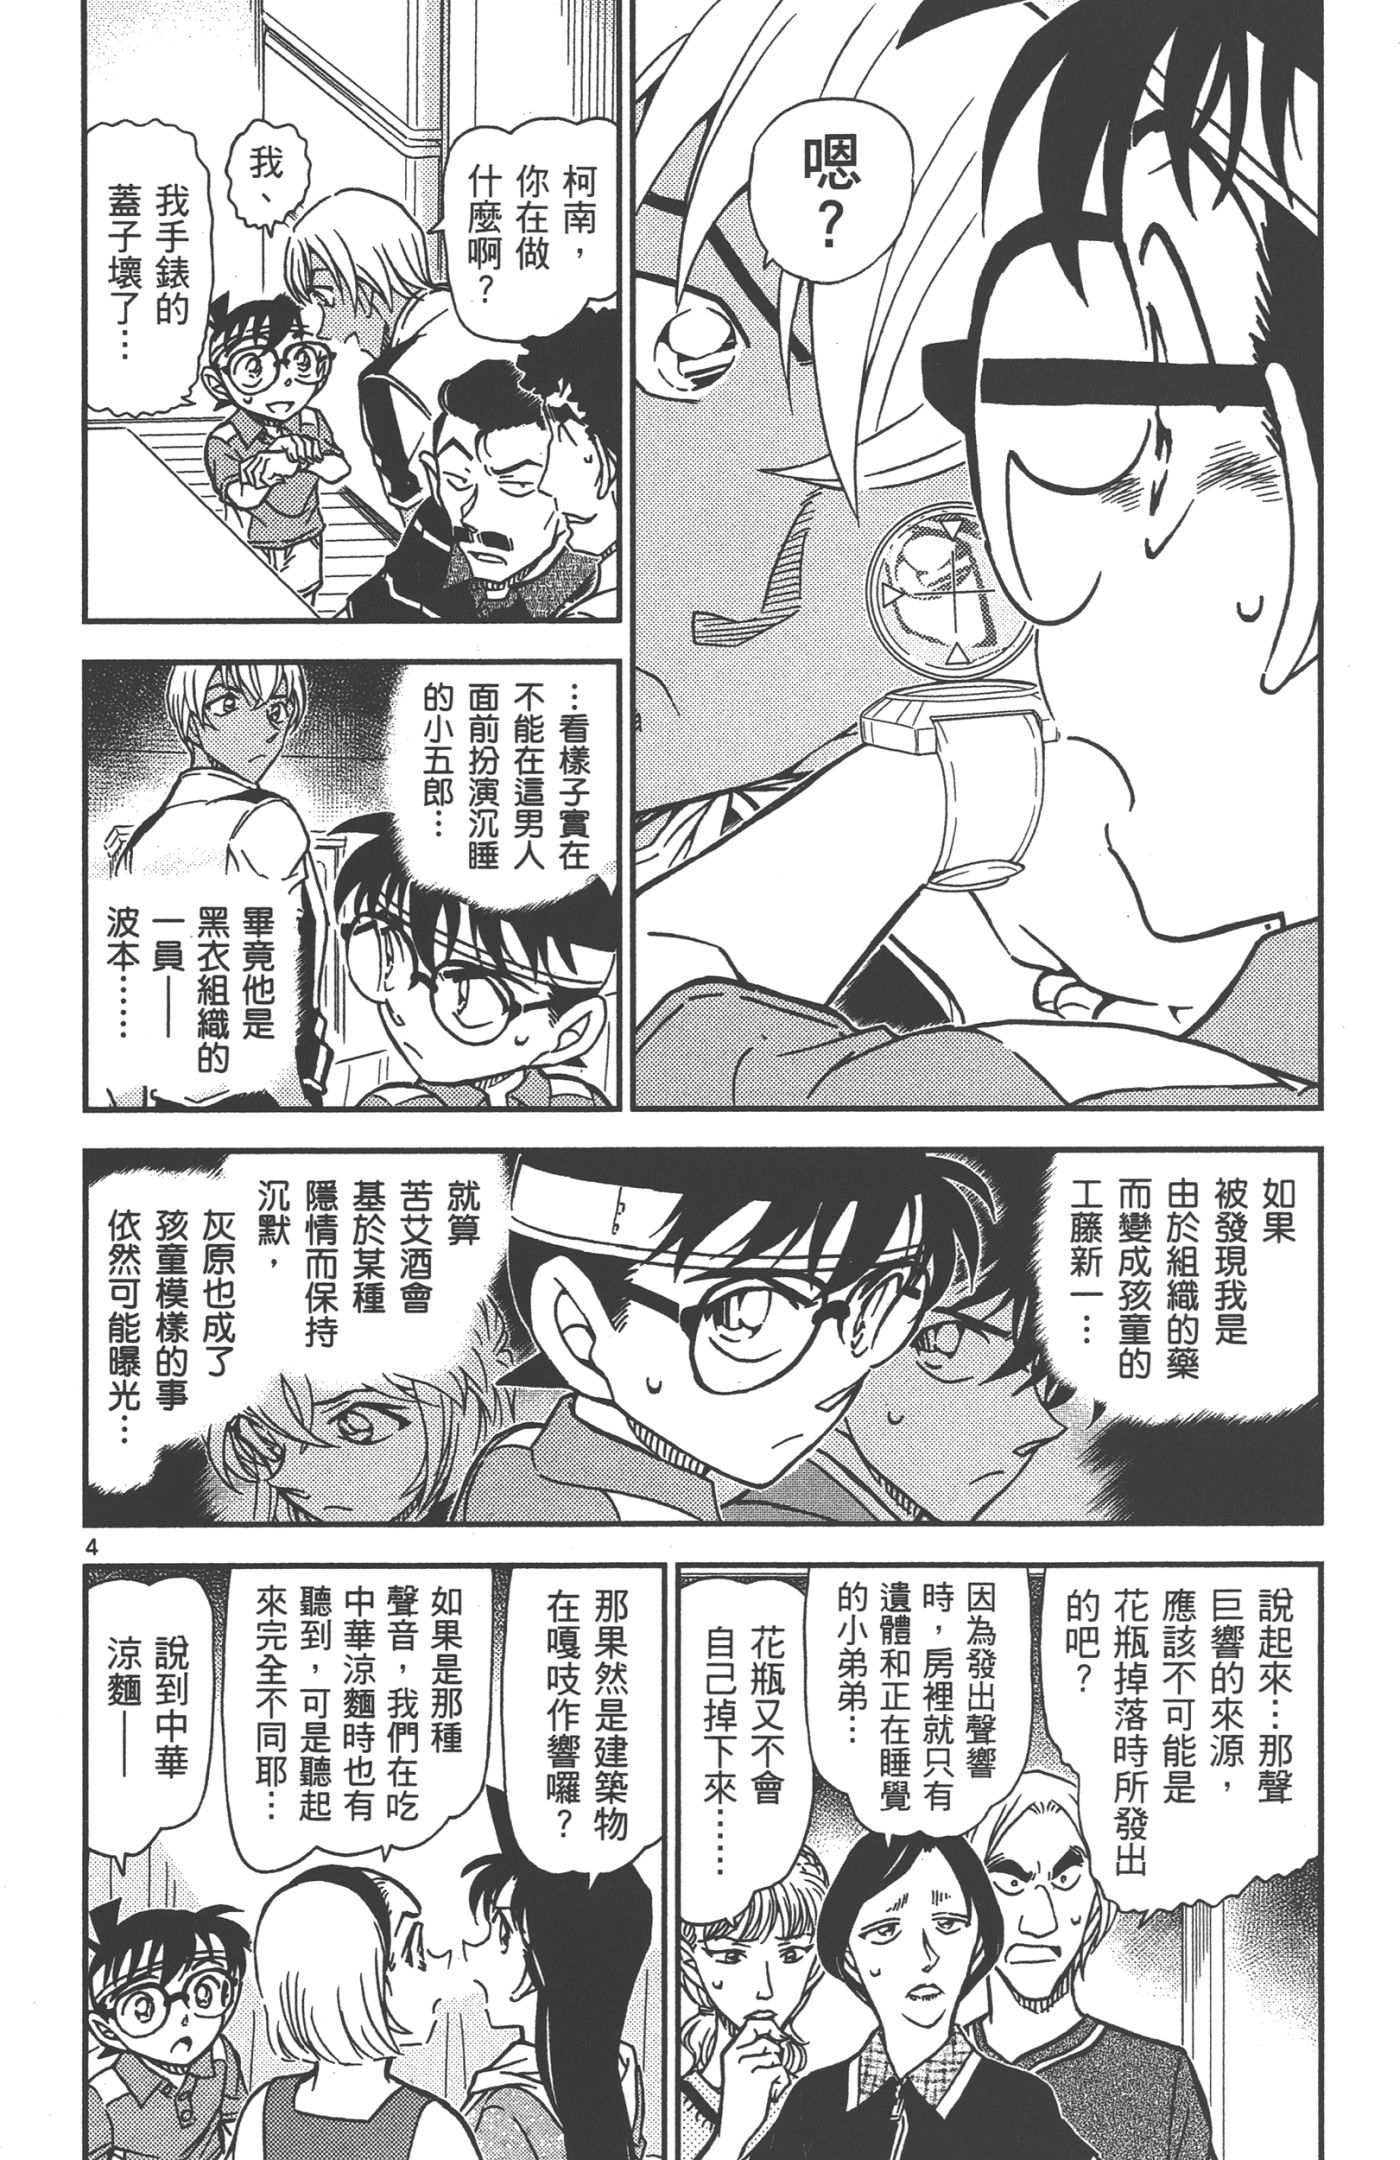 嗯？
柯南，
你在做
什麼啊？
我、
我手錶的
蓋子壞了…
…看樣子實在
不能在這男人
面前扮演沉睡
的小五郎…
畢竟他是
黑衣組織的
一員——
波本……
如果
被發現我是
由於組織的藥
而變成孩童的
工藤新一…
就算
苦艾酒會
基於某種
隱情而保持
沉默，
灰原也成了
孩童模樣的事
依然可能曝光…
4
說起來…那聲
巨響的來源，
應該不可能是
花瓶掉落時所發出
的吧？
因為發出聲響
時，房裡就只有
遺體和正在睡覺
的小弟弟…
花瓶又不會
自己掉下來……
那果然是建築物
在嘎吱作響囉？
如果是那種
聲音，我們在吃
中華涼麵時也有
聽到，可是聽起
來完全不同耶…
說到中華
涼麵——